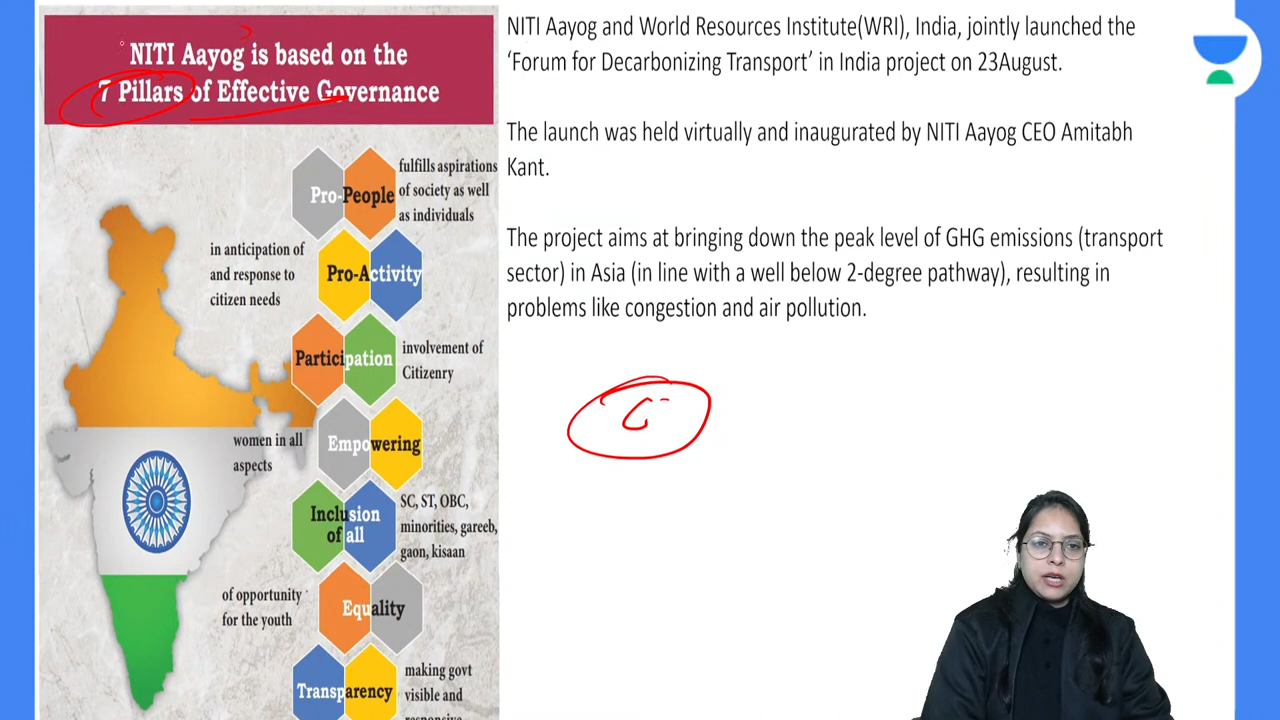 NITI Aayog is based on the
7 Pillars of Effective Governance
Pro-People
fulfills aspirations
of society as well
as individuals
in anticipation of
and response to
citizen needs
Pro-Activity
Participation
involvement of
Citizenry
women in all
aspects
Empowering
Inclusion
of all
SC, ST, OBC,
minorities, gareeb,
gaon, kisaan
of opportunity
for the youth
Equality
Transparency
making govt
visible and
NITI Aayog and World Resources Institute(WRI), India, jointly launched the
‘Forum for Decarbonizing Transport’ in India project on 23August.
The launch was held virtually and inaugurated by NITI Aayog CEO Amitabh
Kant.
The project aims at bringing down the peak level of GHG emissions (transport
sector) in Asia (in line with a well below 2-degree pathway), resulting in
problems like congestion and air pollution.